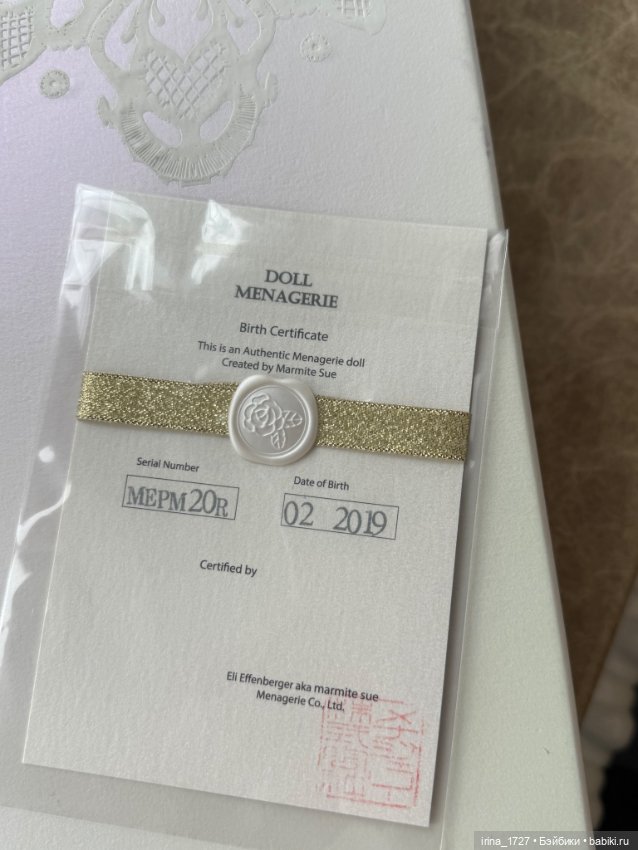 DOLL
MENAGERIE
Birth Certificate
This is an Authentic Menagerie doll
Created by Marmite Sue
Serial Number
MEPM20R
Date of Birth
02 2019
Certified by
Eli Effenberger aka marmite sue
Menagerie Co., Ltd,
irina_1727 • Бэйбики • babiki.ru